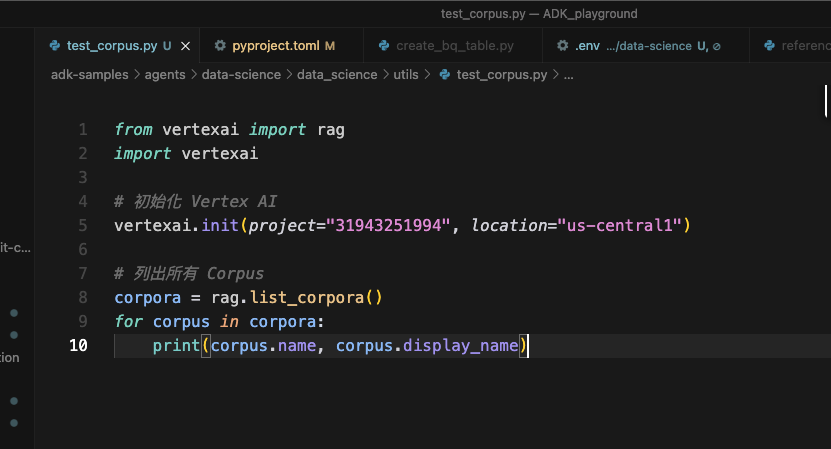 test_corpus.py — ADK_playground
test_corpus.py U × pyproject.toml M create_bq_table.py .env .../data-science U, ⊘ referenc
adk-samples > agents > data-science > data_science > utils > test_corpus.py > ...
1 from vertexai import rag
2 import vertexai
3
4 # 初始化 Vertex AI
5 vertexai.init(project="31943251994", location="us-central1")
6
it-c...
7 # 列出所有 Corpus
8 corpora = rag.list_corpora()
9 for corpus in corpora:
10 print(corpus.name, corpus.display_name)
tion